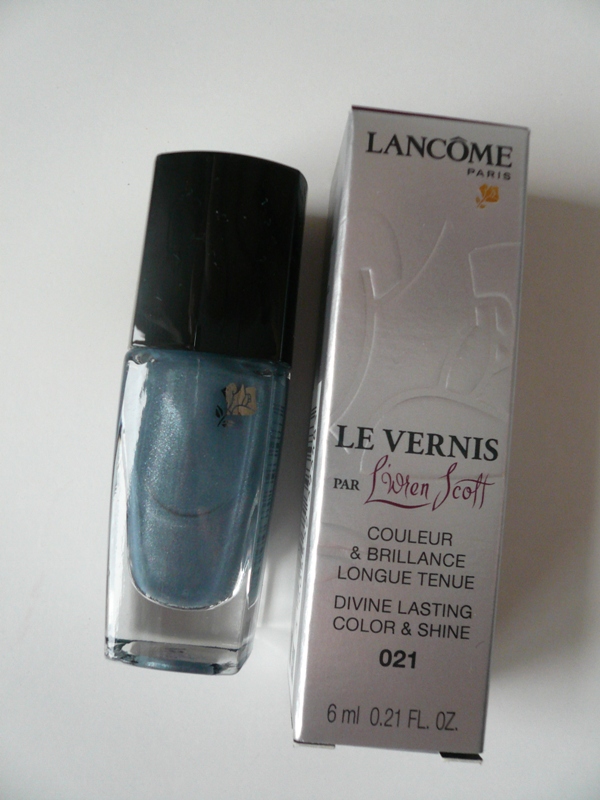 LANCÔME
PARIS
LE VERNIS
PAR L'Wren Scott
COULEUR
& BRILLANCE
LONGUE TENUE
DIVINE LASTING
COLOR & SHINE
021
6 ml 0.21 FL. OZ.